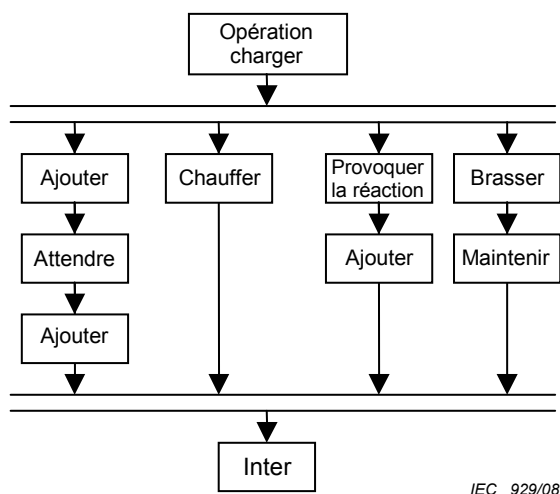 Opération
charger
Ajouter
Chauffer
Provoquer
la réaction
Brasser
Attendre
Ajouter
Maintenir
Ajouter
Inter
IEC 929/08